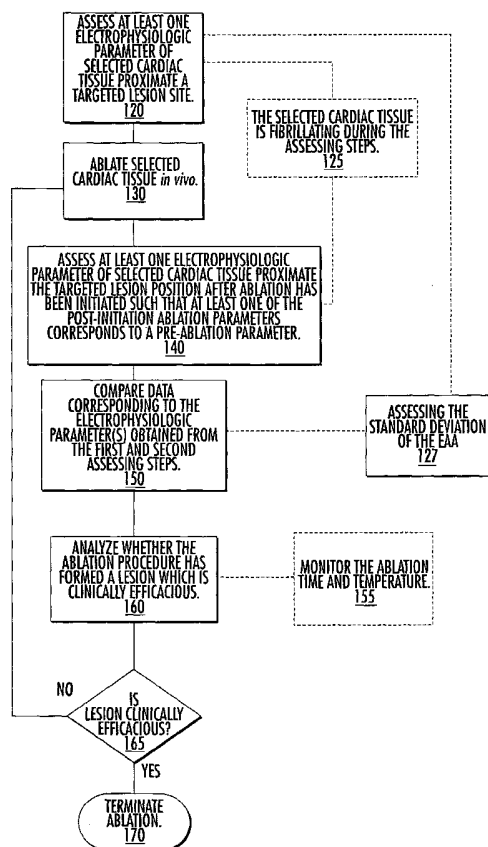 ASSESS AT LEAST ONE
ELECTROPHYSIOLOGIC
PARAMETER OF
SELECTED CARDIAC
TISSUE PROXIMATE A
TARGETED LESION SITE.
120
THE SELECTED CARDIAC TISSUE
IS FIBRILLATING DURING THE
ASSESSING STEPS.
125
ABLATE SELECTED
CARDIAC TISSUE in vivo.
130
ASSESS AT LEAST ONE ELECTROPHYSIOLOGIC
PARAMETER OF SELECTED CARDIAC TISSUE PROXIMATE
THE TARGETED LESION POSITION AFTER ABLATION HAS
BEEN INITIATED SUCH THAT AT LEAST ONE OF THE
POST-INITIATION ABLATION PARAMETERS
CORRESPONDS TO A PRE-ABLATION PARAMETER.
140
COMPARE DATA
CORRESPONDING TO THE
ELECTROPHYSIOLOGIC
PARAMETER(S) OBTAINED FROM
THE FIRST AND SECOND
ASSESSING STEPS.
150
ASSESSING THE
STANDARD DEVIATION
OF THE EAA
127
ANALYZE WHETHER THE
ABLATION PROCEDURE HAS
FORMED A LESION WHICH IS
CLINICALLY EFFICACIOUS.
160
MONITOR THE ABLATION
TIME AND TEMPERATURE.
155
NO
IS
LESION CLINICALLY
EFFICACIOUS?
165
YES
TERMINATE
ABLATION.
170